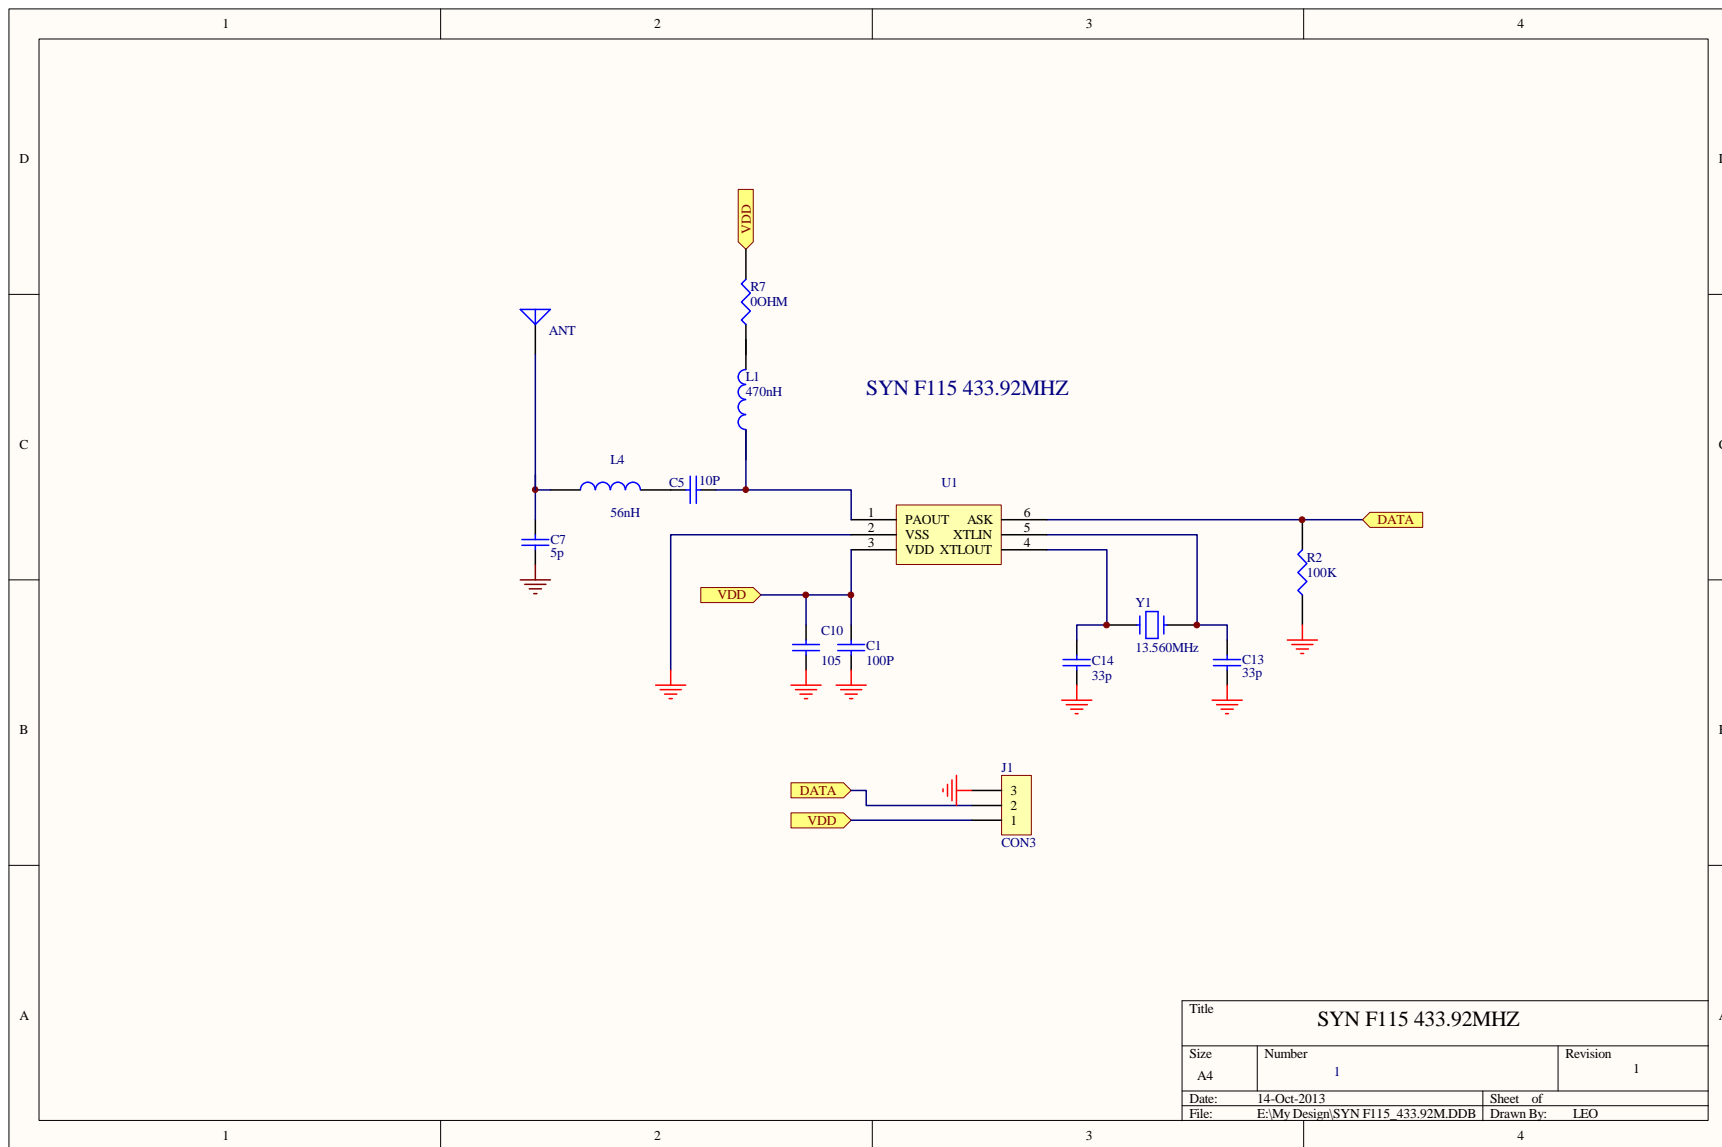 1 2 3 4
D
D
VDD
R7
0OHM
ANT
L1
470nH
SYN F115 433.92MHZ
C
C
L4
C5 10P
56nH
U1
1 PAOUT ASK 6
2 VSS XTLIN 5
3 VDD XTLOUT 4
DATA
C7
5p
R2
100K
VDD
Y1
13.560MHz
C10
105
C1
100P
C14
33p
C13
33p
B
B
J1
DATA
3
2
VDD
1
CON3
A
A
Title
SYN F115 433.92MHZ
Size Number Revision
A4 1 1
Date: 14-Oct-2013 Sheet of
File: E:\My Design\SYN F115_433.92M.DDB Drawn By: LEO
1 2 3 4